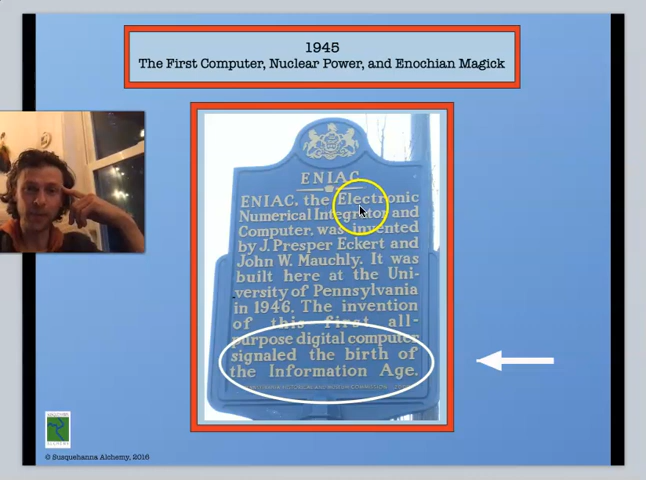 1945
The First Computer, Nuclear Power, and Enochian Magick
ENIAC
ENIAC, the Electronic
Numerical Integrator and
Computer, was invented
by J. Presper Eckert and
John W. Mauchly. It was
built here at the Uni-
versity of Pennsylvania
in 1946. The invention
of this first all-
purpose digital computer
signaled the birth of
the Information Age.
© Susquehanna Alchemy, 2016